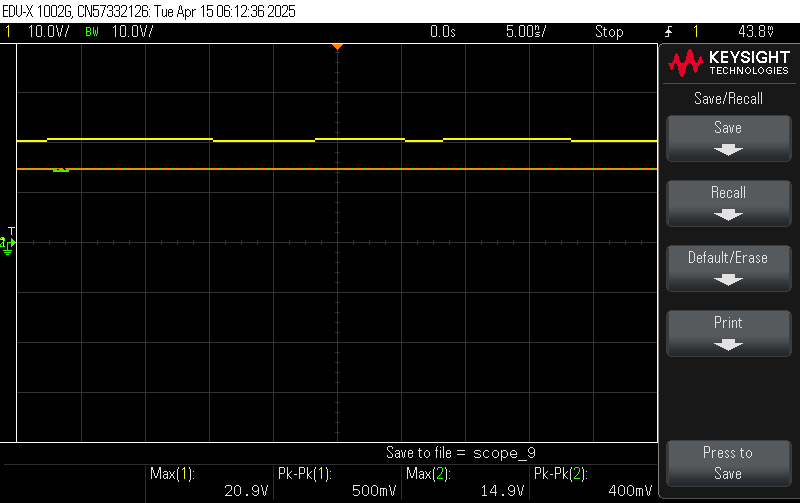 EDU-X 1002G, CN57332126: Tue Apr 15 06:12:36 2025
1 10.0V/ BW 10.0V/ 0.0s 5.00s/ Stop 1 43.8V
KEYSIGHT
TECHNOLOGIES
Save/Recall
Save
Recall
T
Default/Erase
Print
Save to file = scope_9
Press to
Save
Max(1): Pk-Pk(1): Max(2): Pk-Pk(2):
20.9V 500mV 14.9V 400mV